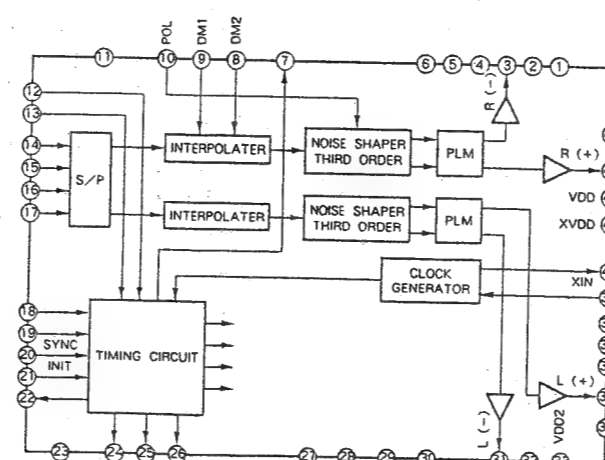 POL
DM1
DM2
11
10
9
8
7
6
5
4
3
2
1
12
13
14
15
16
17
S/P
INTERPOLATER
NOISE SHAPER
THIRD ORDER
PLM
R (-)
R (+)
VDD
XVDD
INTERPOLATER
NOISE SHAPER
THIRD ORDER
PLM
CLOCK
GENERATOR
XIN
18
19
20
21
22
SYNC
INIT
TIMING CIRCUIT
L (-)
L (+)
VDD2
23
24
25
26
27
28
29
30
31